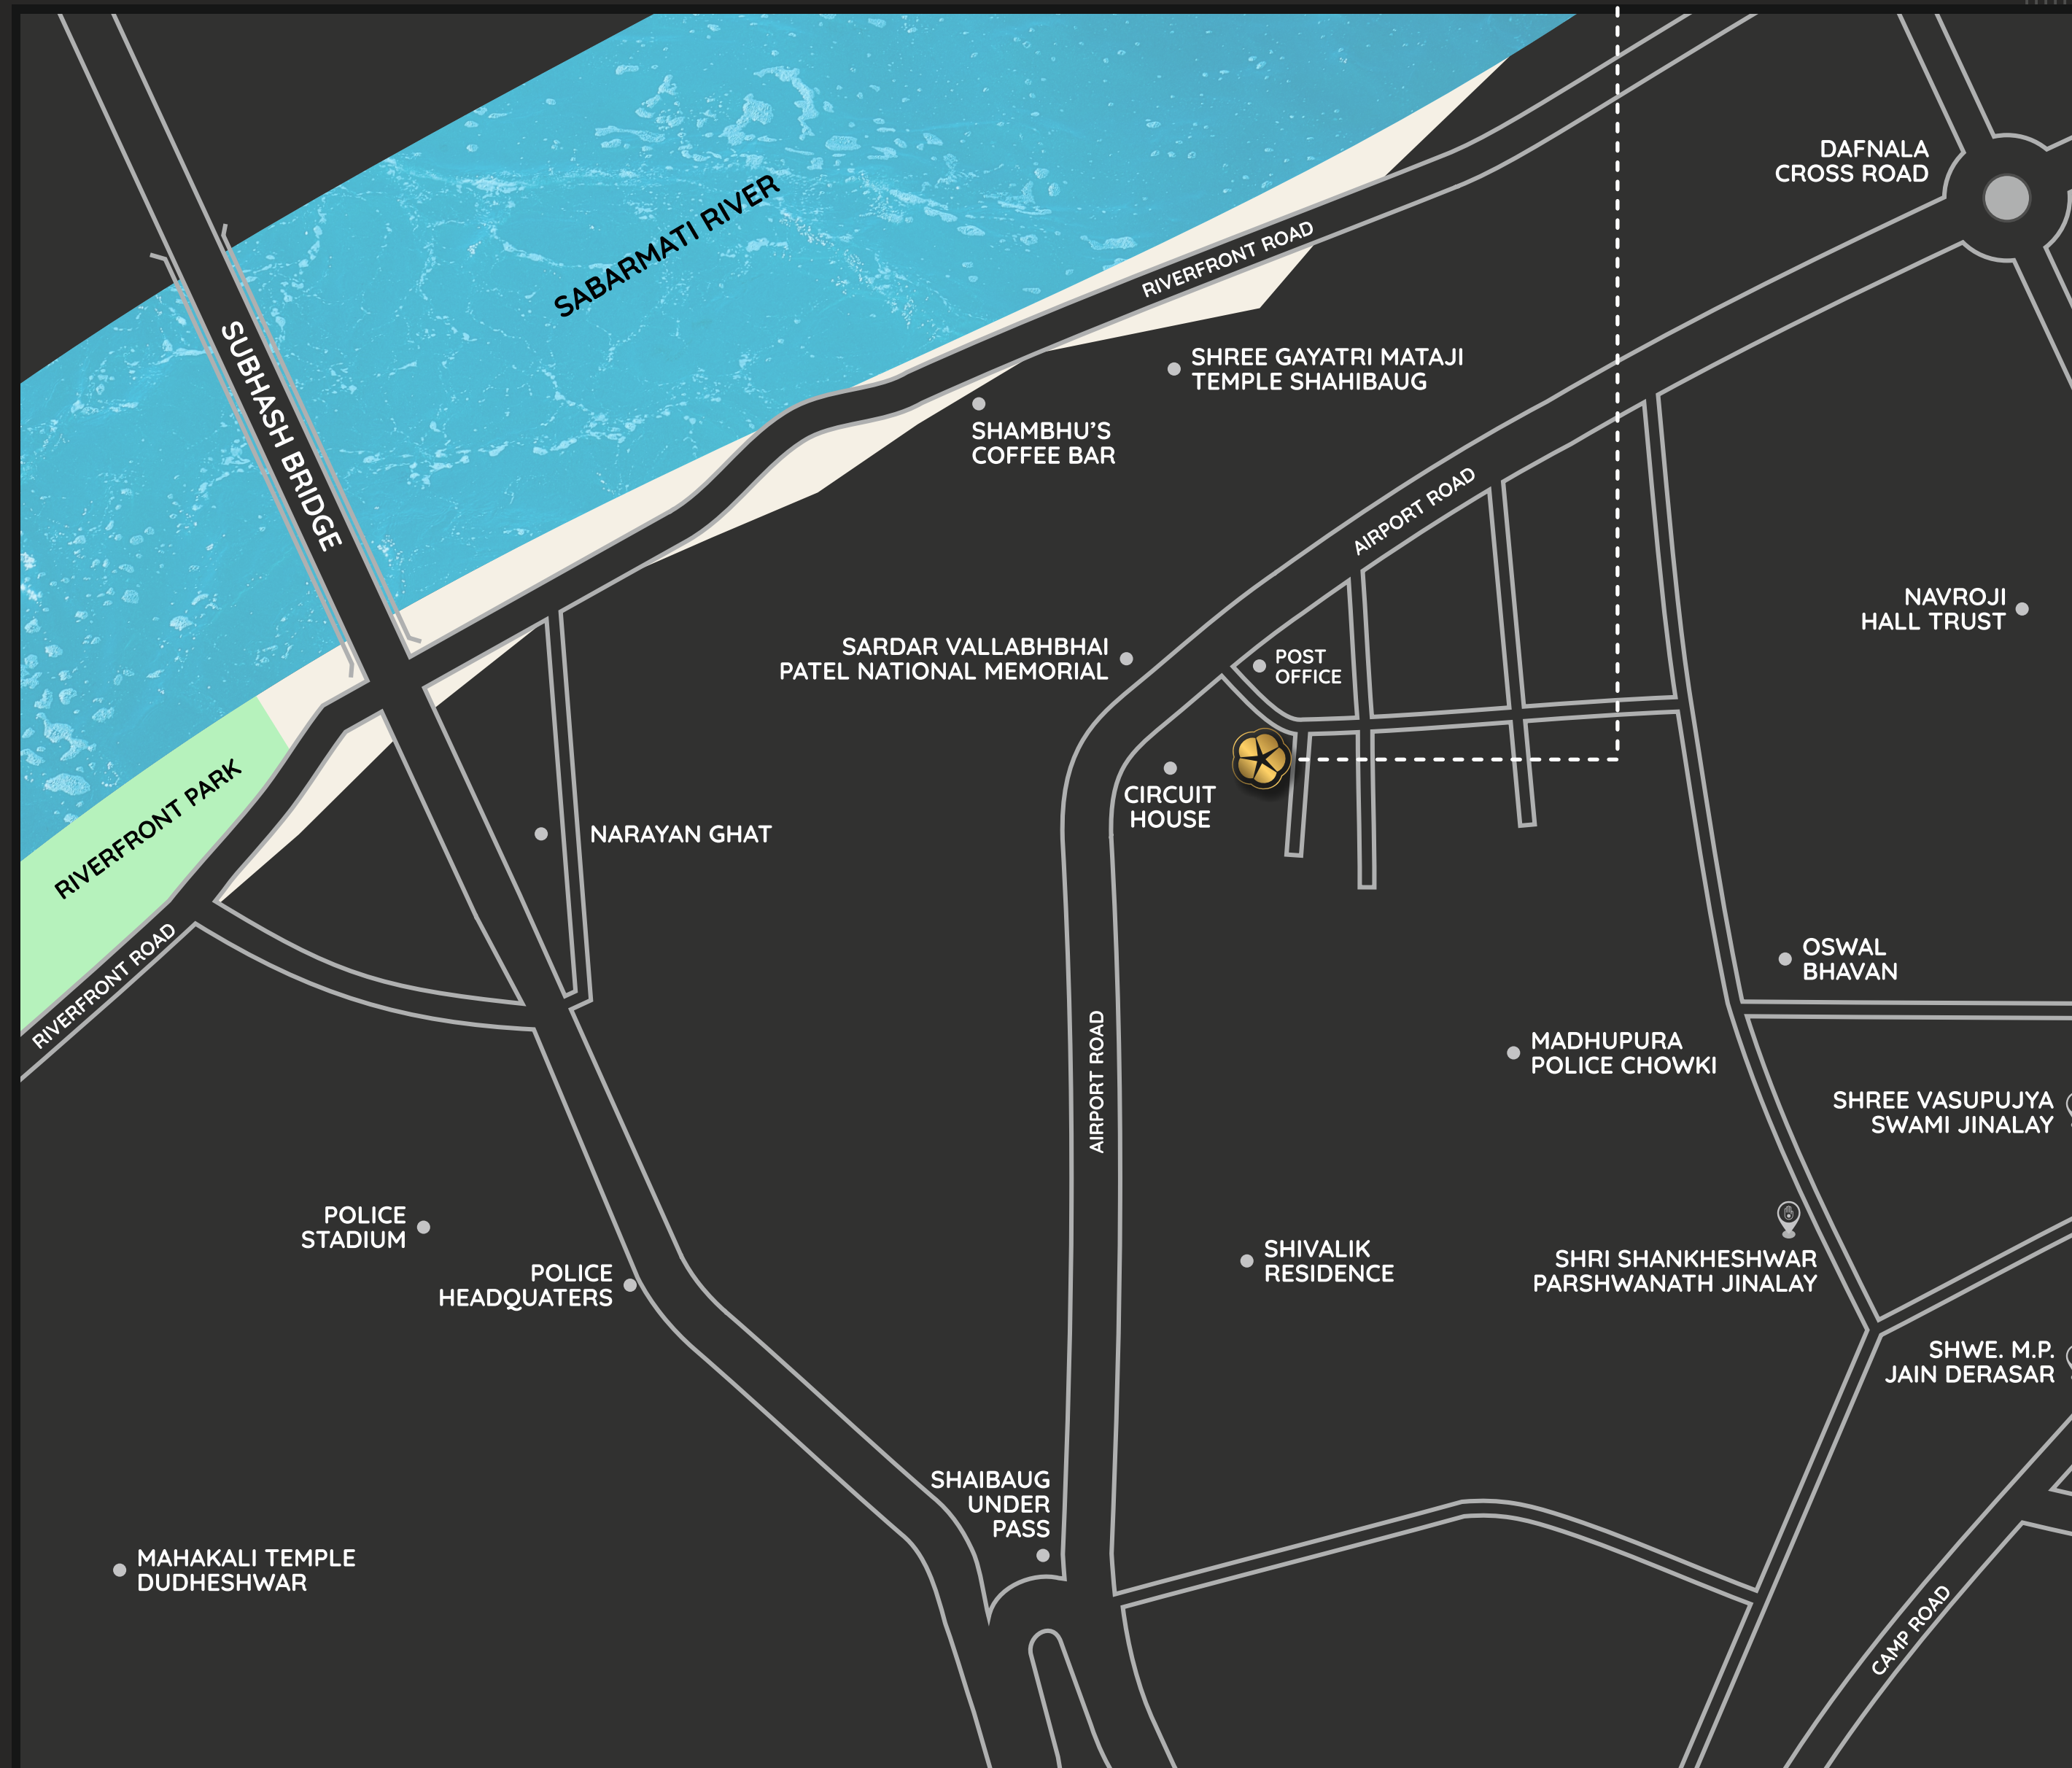 DAFNALA
CROSS ROAD
SABARMATI RIVER
RIVERFRONT ROAD
SUBHASH BRIDGE
SHREE GAYATRI MATAJI
TEMPLE SHAHIBAUG
SHAMBHU'S
COFFEE BAR
AIRPORT ROAD
NAVROJI
HALL TRUST
SARDAR VALLABHBHAI
PATEL NATIONAL MEMORIAL
POST
OFFICE
CIRCUIT
HOUSE
RIVERFRONT PARK
NARAYAN GHAT
RIVERFRONT ROAD
OSWAL
BHAVAN
AIRPORT ROAD
MADHUPURA
POLICE CHOWKI
SHREE VASUPUJYA
SWAMI JINALAY
POLICE
STADIUM
POLICE
HEADQUATERS
SHIVALIK
RESIDENCE
SHRI SHANKHESHWAR
PARSHWANATH JINALAY
SHWE. M.P.
JAIN DERASAR
SHAIBAUG
UNDER
PASS
MAHAKALI TEMPLE
DUDHESHWAR
CAMP ROAD